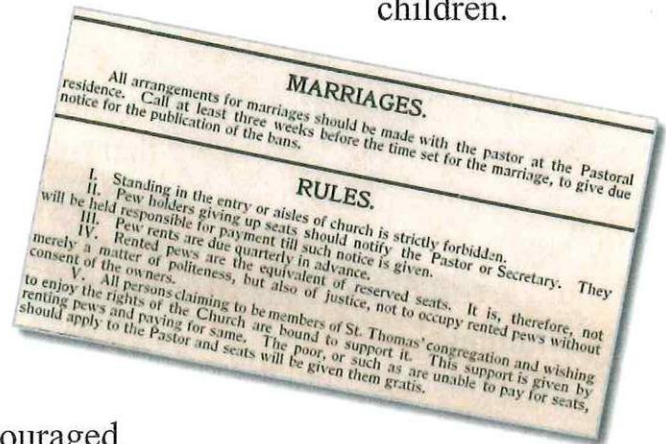 children.
MARRIAGES.
All arrangements for marriages should be made with the pastor at the Pastoral
residence. Call at least three weeks before the time set for the marriage, to give due
notice for the publication of the bans.
RULES.
I. Standing in the entry or aisles of church is strictly forbidden.
II. Pew holders giving up seats should notify the Pastor or Secretary. They
will be held responsible for payment till such notice is given.
III. Pew rents are due quarterly in advance.
IV. Rented pews are the equivalent of reserved seats. It is, therefore, not
merely a matter of politeness, but also of justice, not to occupy rented pews without
consent of the owners.
V. All persons claiming to be members of St. Thomas' congregation and wishing
to enjoy the rights of the Church are bound to support it. This support is given by
renting pews and paying for same. The poor, or such as are unable to pay for seats,
should apply to the Pastor and seats will be given them gratis.
ouraged